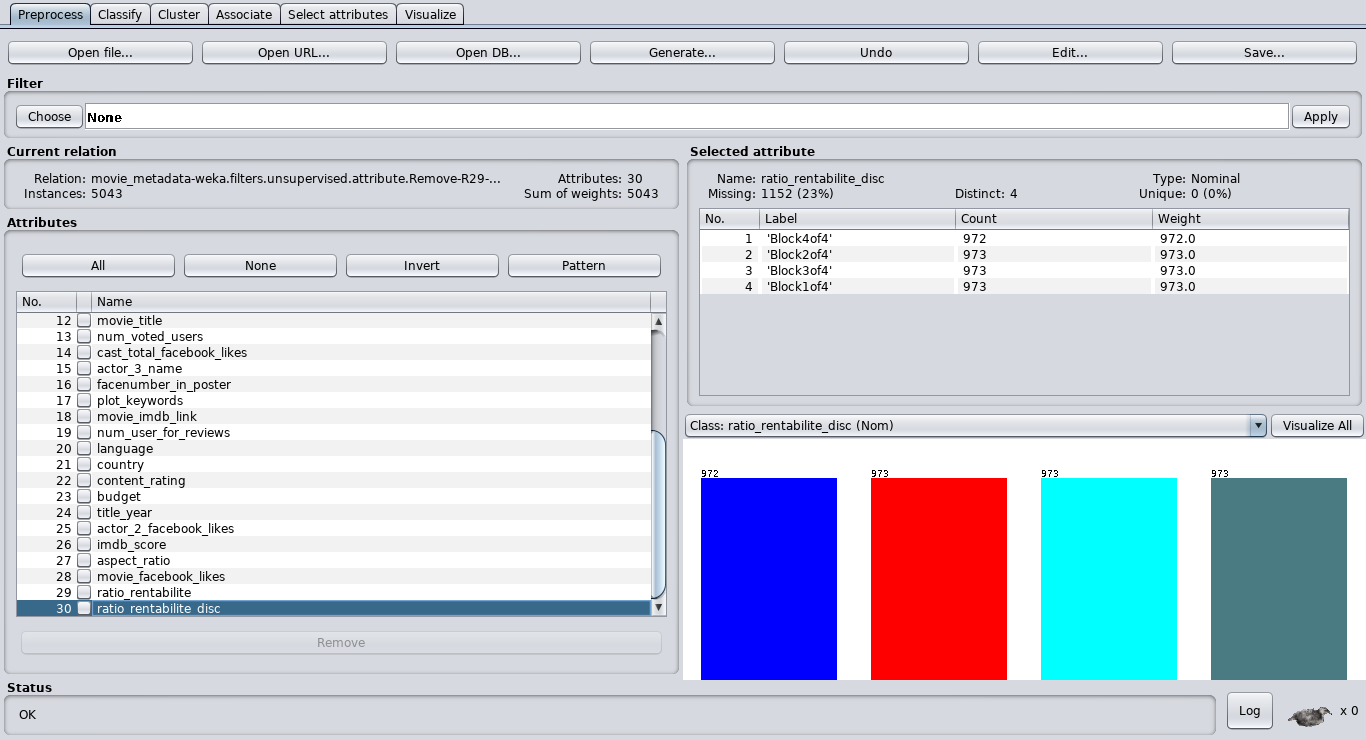 Preprocess Classify Cluster Associate Select attributes Visualize
Open file... Open URL... Open DB... Generate... Undo Edit... Save...
Filter
Choose None Apply
Current relation
Relation: movie_metadata-weka.filters.unsupervised.attribute.Remove-R29-... Attributes: 30
Instances: 5043 Sum of weights: 5043
Attributes
All None Invert Pattern
No. Name
12 movie_title
13 num_voted_users
14 cast_total_facebook_likes
15 actor_3_name
16 facenumber_in_poster
17 plot_keywords
18 movie_imdb_link
19 num_user_for_reviews
20 language
21 country
22 content_rating
23 budget
24 title_year
25 actor_2_facebook_likes
26 imdb_score
27 aspect_ratio
28 movie_facebook_likes
29 ratio_rentabilite
30 ratio_rentabilite_disc
Remove
Selected attribute
Name: ratio_rentabilite_disc Type: Nominal
Missing: 1152 (23%) Distinct: 4 Unique: 0 (0%)
No. Label Count Weight
1 'Block4of4' 972 972.0
2 'Block2of4' 973 973.0
3 'Block3of4' 973 973.0
4 'Block1of4' 973 973.0
Class: ratio_rentabilite_disc (Nom) Visualize All
972 973 973 973
Status
OK
Log x 0